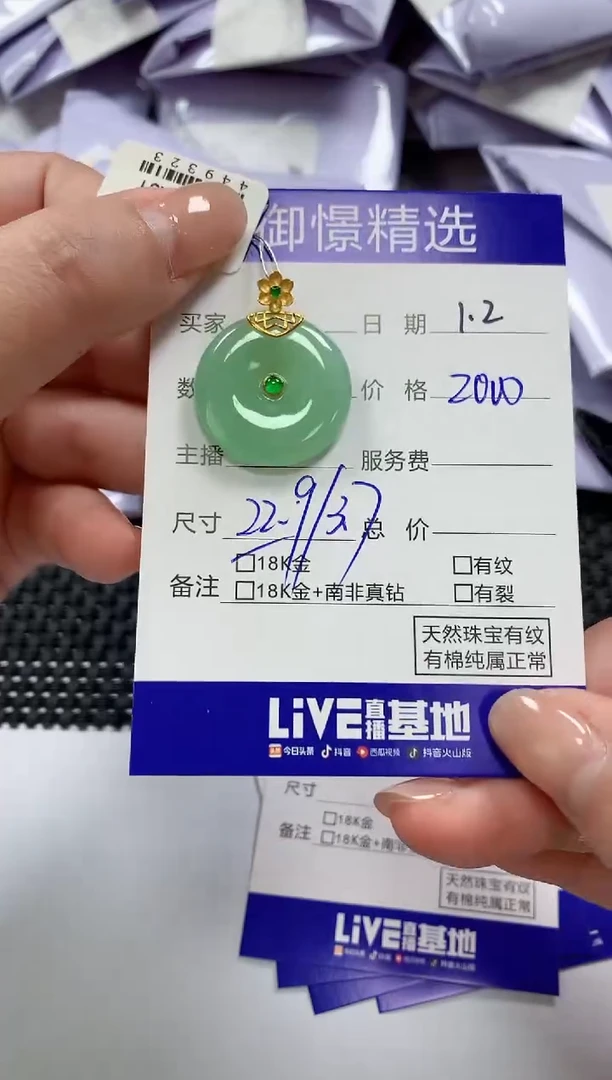 449323
御憬精选
买家 日 期 1.2
数 价 格 2000
主播 服务费
尺寸 22.9/3.7 总 价
□18K金 □有纹
备注 □18K金+南非真钻 □有裂
天然珠宝有纹
有棉纯属正常
LiVE直播基地
今日头条 抖音 西瓜视频 抖音火山版
尺寸
备注 □18K金
□18K金+南非
天然珠宝有纹
有棉纯属正常
LiVE直播基地